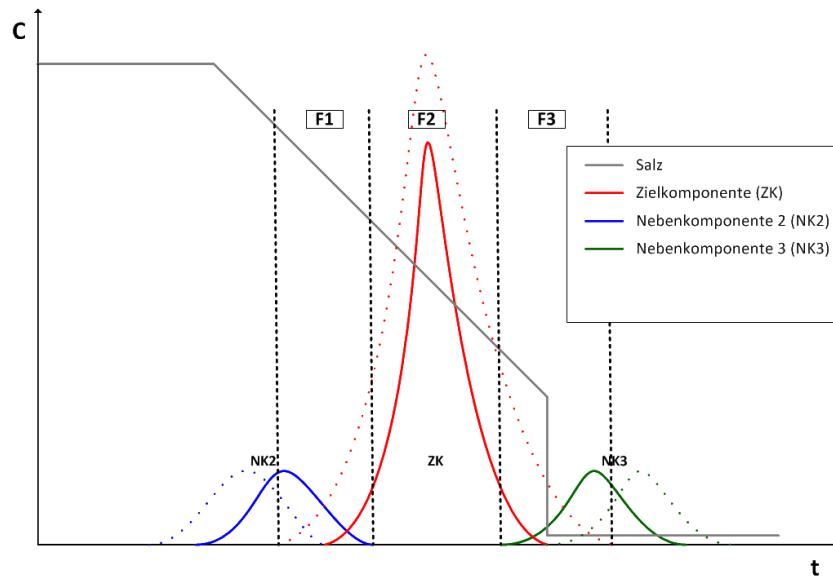 C
F1
F2
F3
Salz
Zielkomponente (ZK)
Nebenkomponente 2 (NK2)
Nebenkomponente 3 (NK3)
NK2
ZK
NK3
t